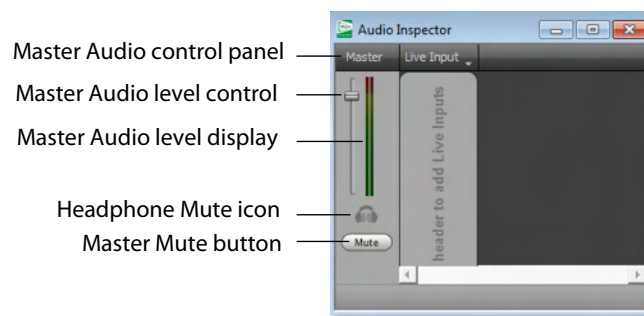 Audio Inspector
Master Audio control panel
Master
Live Input
Master Audio level control
Master Audio level display
header to add Live Inputs
Headphone Mute icon
Master Mute button
Mute